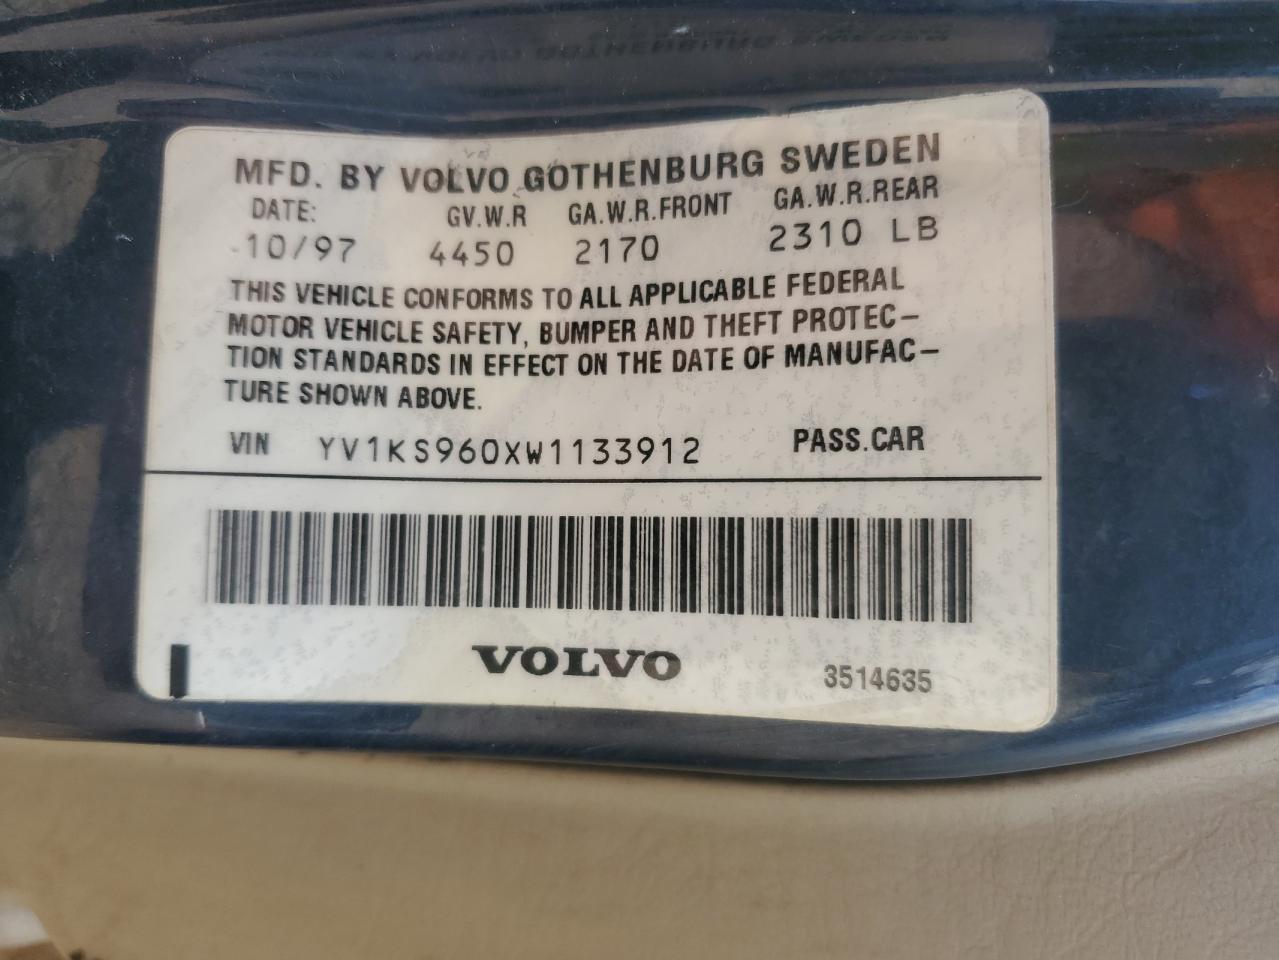 MFD. BY VOLVO GOTHENBURG SWEDEN
DATE: GV.W.R GA.W.R.FRONT GA.W.R.REAR
10/97 4450 2170 2310 LB
THIS VEHICLE CONFORMS TO ALL APPLICABLE FEDERAL
MOTOR VEHICLE SAFETY, BUMPER AND THEFT PROTEC–
TION STANDARDS IN EFFECT ON THE DATE OF MANUFAC–
TURE SHOWN ABOVE.
VIN YV1KS960XW1133912 PASS.CAR
VOLVO 3514635